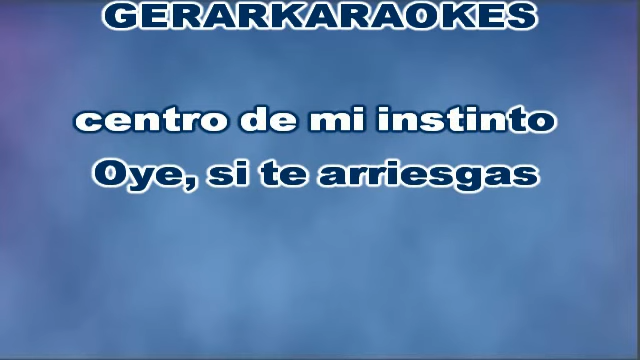 GERARKARAOKES
centro de mi instinto
Oye, si te arriesgas